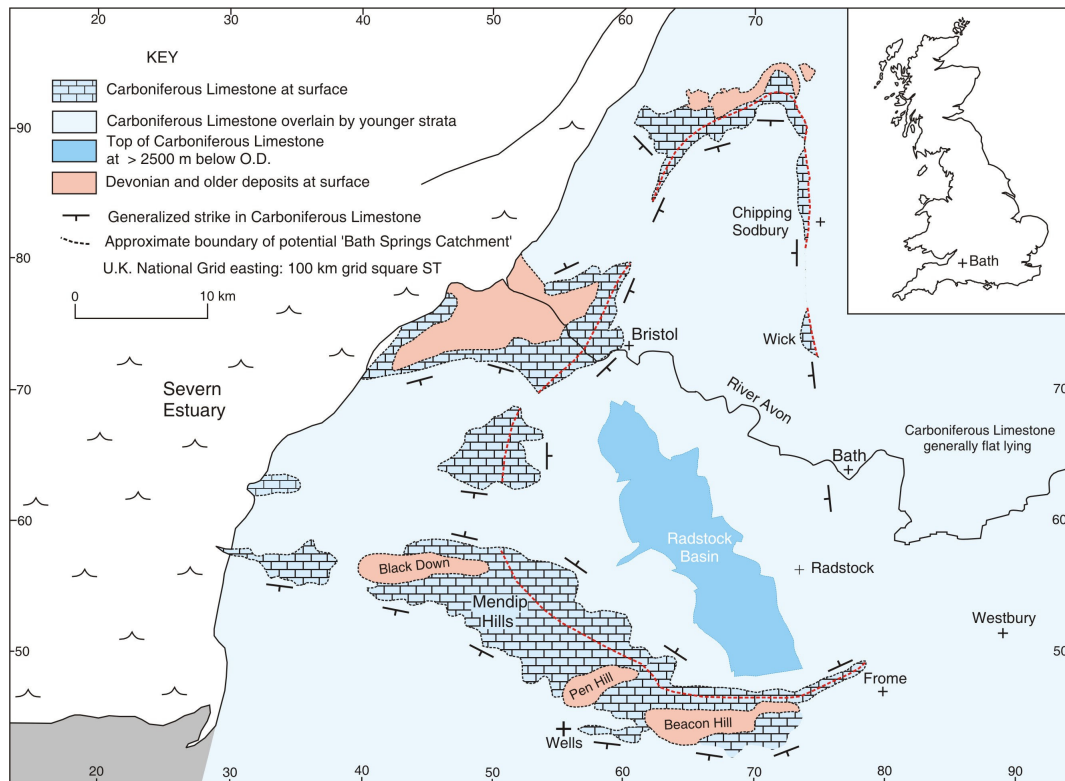 20 30 40 50 60 70
KEY
Carboniferous Limestone at surface
Carboniferous Limestone overlain by younger strata
Top of Carboniferous Limestone
at > 2500 m below O.D.
Devonian and older deposits at surface
Generalized strike in Carboniferous Limestone
Approximate boundary of potential 'Bath Springs Catchment'
U.K. National Grid easting: 100 km grid square ST
0 10 km
90
80
70
60
50
Bath
Chipping
Sodbury
Bristol
Wick
70
Severn
Estuary
River Avon
Carboniferous Limestone
generally flat lying
Bath
60
Radstock
Basin
Radstock
Black Down
Mendip
Hills
Westbury
50
Pen Hill
Frome
Beacon Hill
Wells
20 30 40 50 60 70 80 90